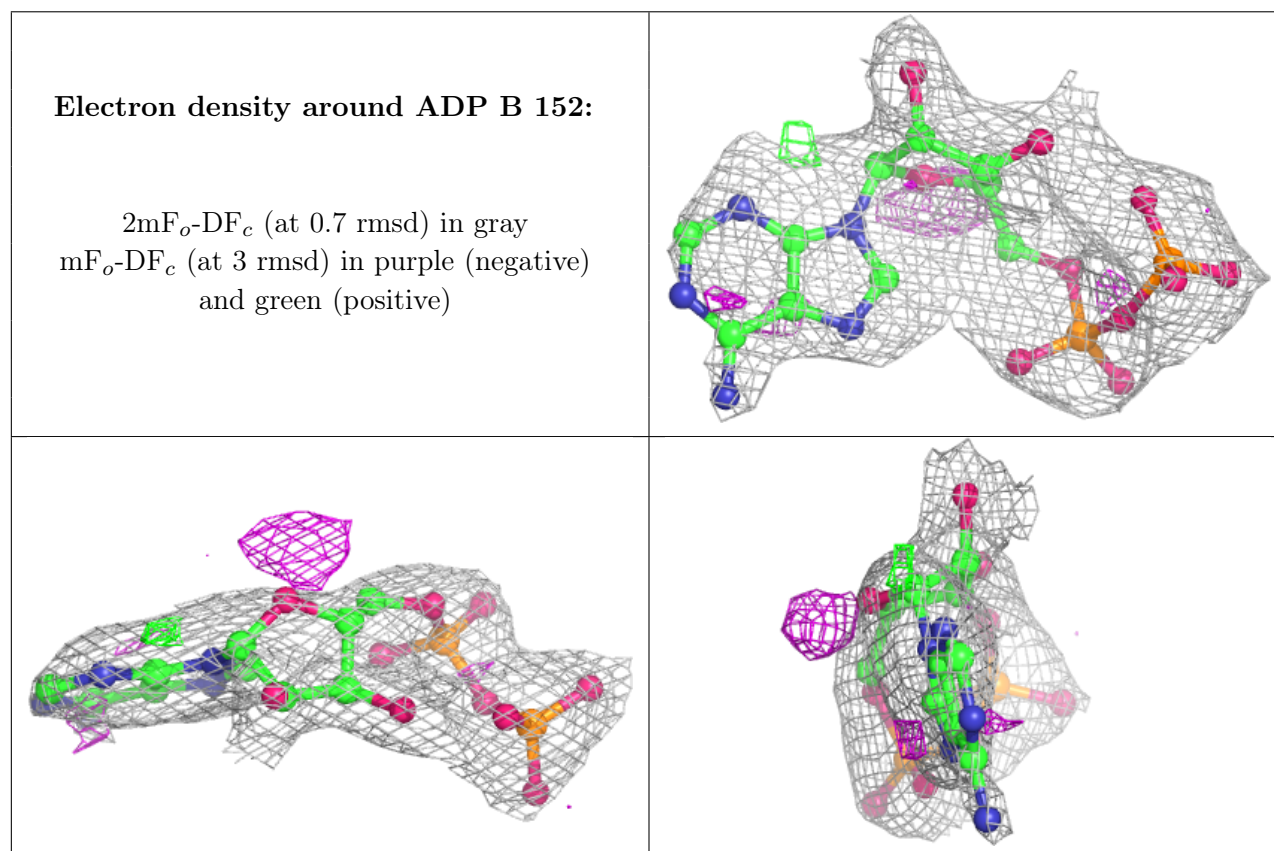 Electron density around ADP B 152:
2mFₒ-DF𝒸 (at 0.7 rmsd) in gray
mFₒ-DF𝒸 (at 3 rmsd) in purple (negative)
and green (positive)